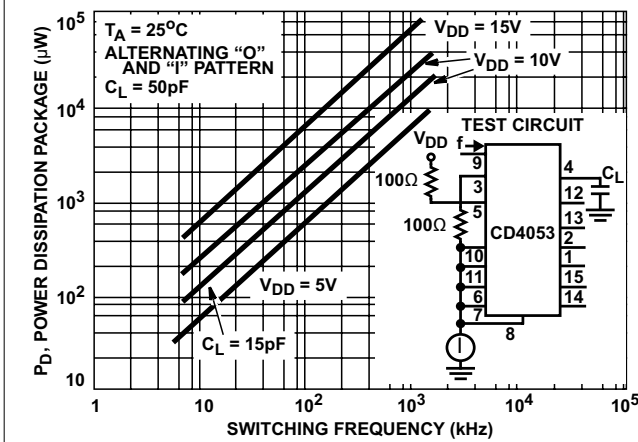 P_D, POWER DISSIPATION PACKAGE (µW)
10^5
10^4
10^3
10^2
10
T_A = 25^oC
ALTERNATING “O”
AND “I” PATTERN
C_L = 50pF
V_DD = 15V
V_DD = 10V
V_DD = 5V
C_L = 15pF
TEST CIRCUIT
V_DD
f
100Ω
100Ω
9
3
5
10
11
6
7
8
CD4053
4
12
13
2
1
15
14
C_L
I
1
10
10^2
10^3
10^4
10^5
SWITCHING FREQUENCY (kHz)